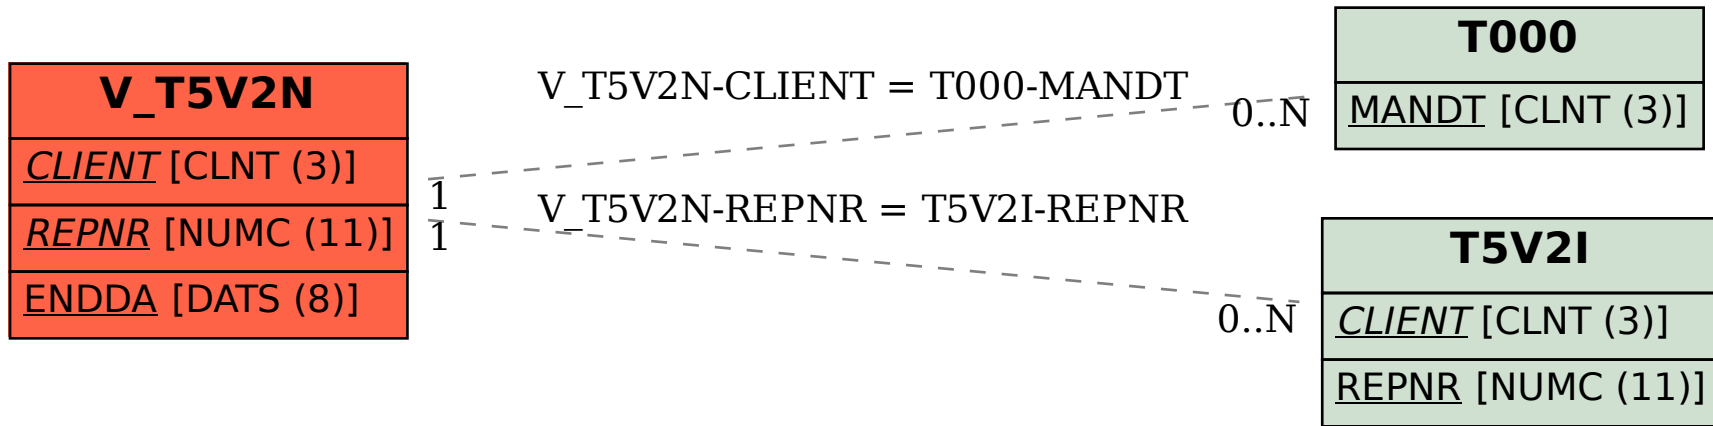 V_T5V2N
CLIENT [CLNT (3)]
REPNR [NUMC (11)]
ENDDA [DATS (8)]
V_T5V2N-CLIENT = T000-MANDT
0..N
1
V_T5V2N-REPNR = T5V2I-REPNR
1
0..N
T000
MANDT [CLNT (3)]
T5V2I
CLIENT [CLNT (3)]
REPNR [NUMC (11)]